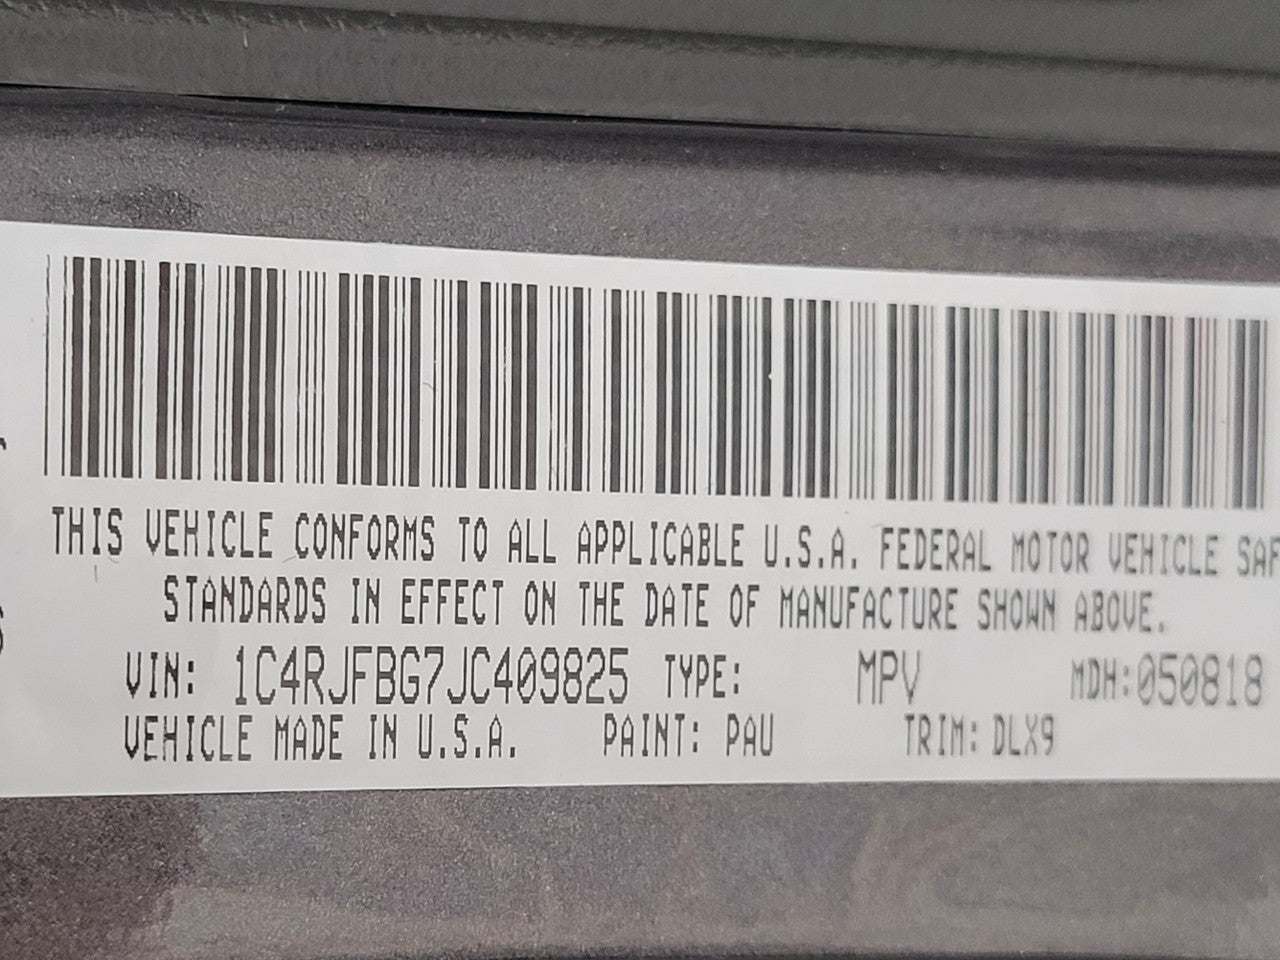 THIS VEHICLE CONFORMS TO ALL APPLICABLE U.S.A. FEDERAL MOTOR VEHICLE SAF
STANDARDS IN EFFECT ON THE DATE OF MANUFACTURE SHOWN ABOVE.
VIN: 1C4RJFBG7JC409825 TYPE: MPV MDH:050818
VEHICLE MADE IN U.S.A. PAINT: PAU TRIM: DLX9